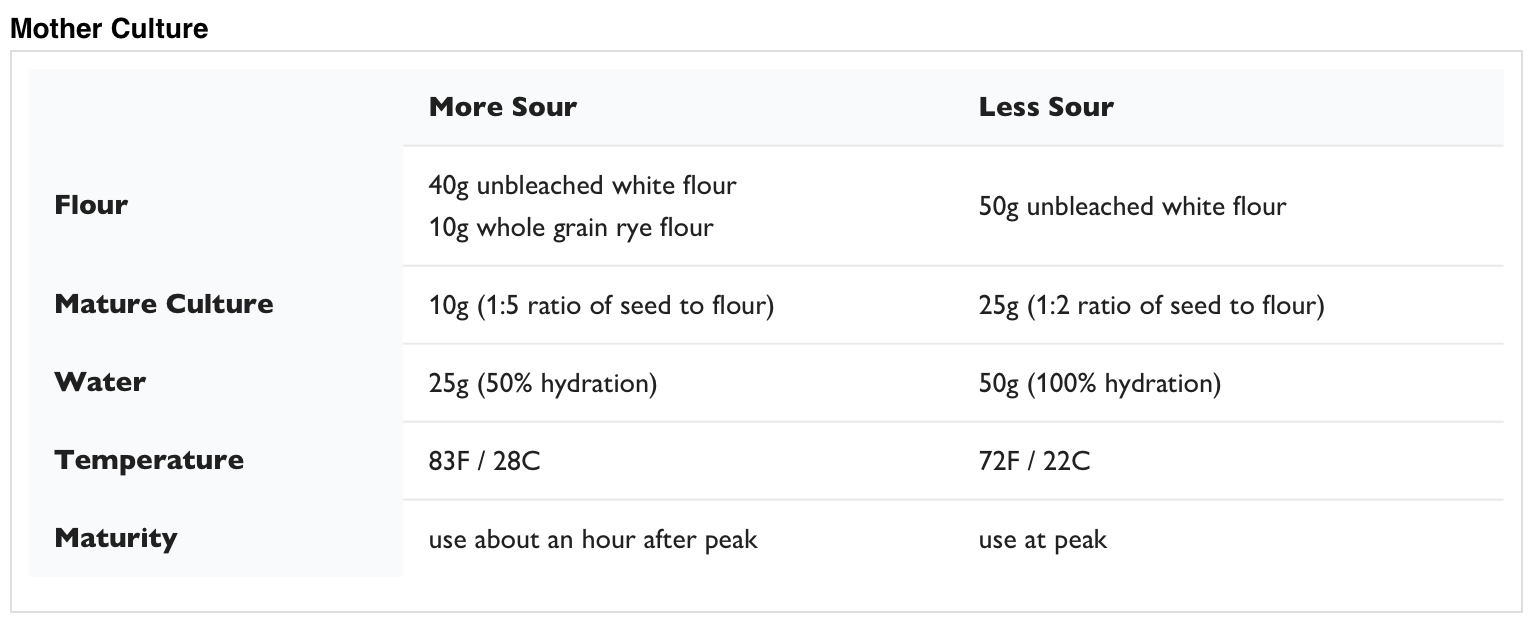 Mother Culture
More Sour Less Sour
Flour
40g unbleached white flour
10g whole grain rye flour
50g unbleached white flour
Mature Culture 10g (1:5 ratio of seed to flour) 25g (1:2 ratio of seed to flour)
Water 25g (50% hydration) 50g (100% hydration)
Temperature 83F / 28C 72F / 22C
Maturity use about an hour after peak use at peak